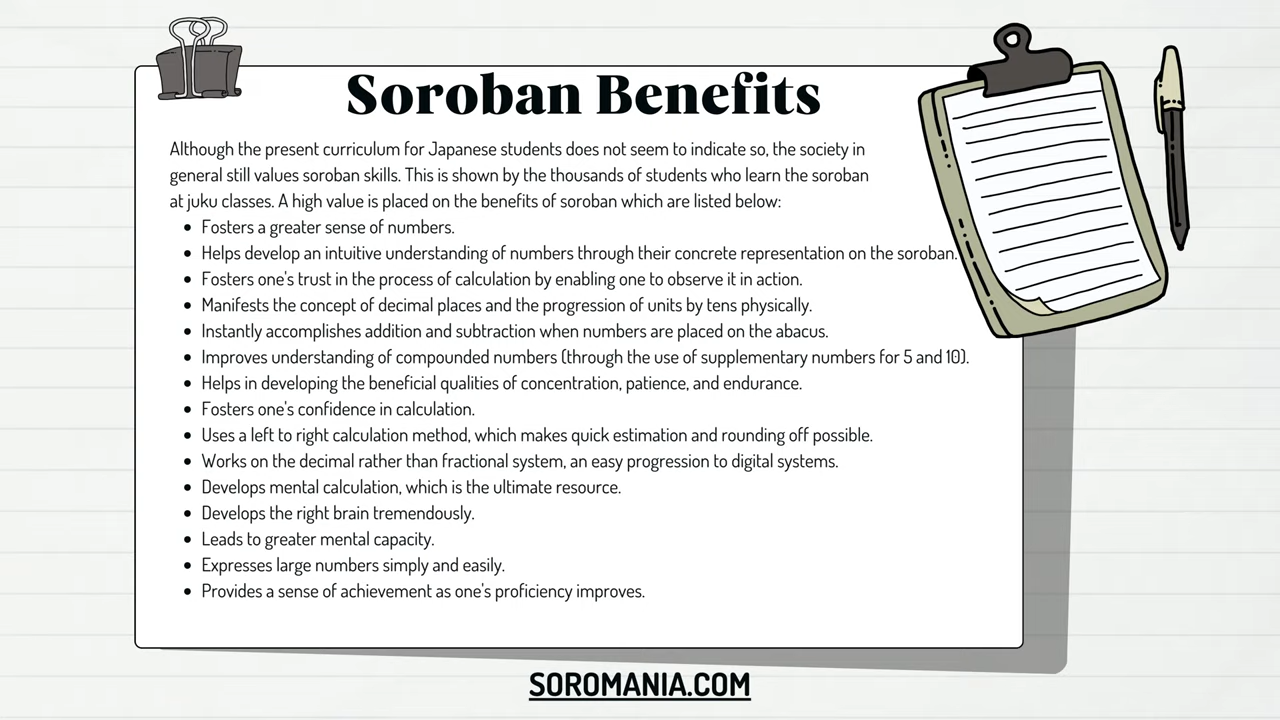 Soroban Benefits
Although the present curriculum for Japanese students does not seem to indicate so, the society in
general still values soroban skills. This is shown by the thousands of students who learn the soroban
at juku classes. A high value is placed on the benefits of soroban which are listed below:
• Fosters a greater sense of numbers.
• Helps develop an intuitive understanding of numbers through their concrete representation on the soroban.
• Fosters one's trust in the process of calculation by enabling one to observe it in action.
• Manifests the concept of decimal places and the progression of units by tens physically.
• Instantly accomplishes addition and subtraction when numbers are placed on the abacus.
• Improves understanding of compounded numbers (through the use of supplementary numbers for 5 and 10).
• Helps in developing the beneficial qualities of concentration, patience, and endurance.
• Fosters one's confidence in calculation.
• Uses a left to right calculation method, which makes quick estimation and rounding off possible.
• Works on the decimal rather than fractional system, an easy progression to digital systems.
• Develops mental calculation, which is the ultimate resource.
• Develops the right brain tremendously.
• Leads to greater mental capacity.
• Expresses large numbers simply and easily.
• Provides a sense of achievement as one's proficiency improves.
SOROMANIA.COM